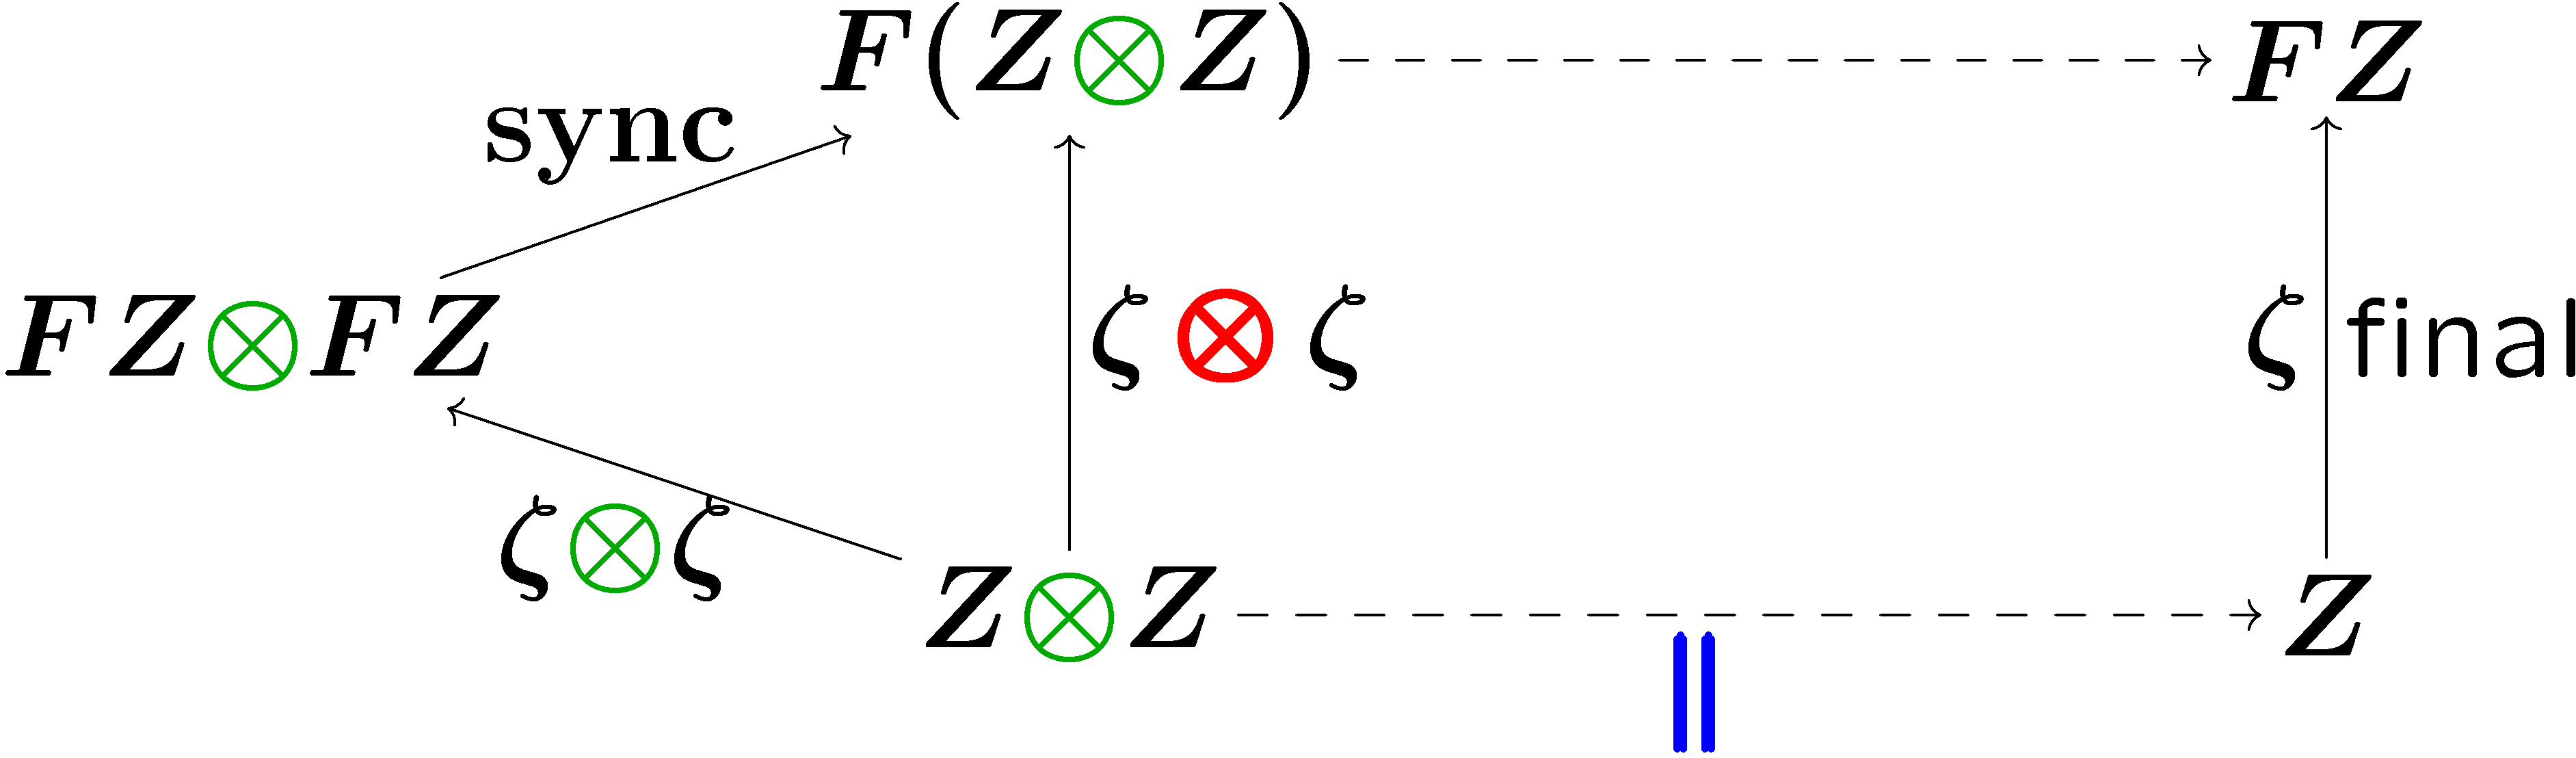 F(Z⊗Z) FZ
sync
FZ⊗FZ ζ ⊗ ζ ζ final
ζ⊗ζ
Z⊗Z Z
||